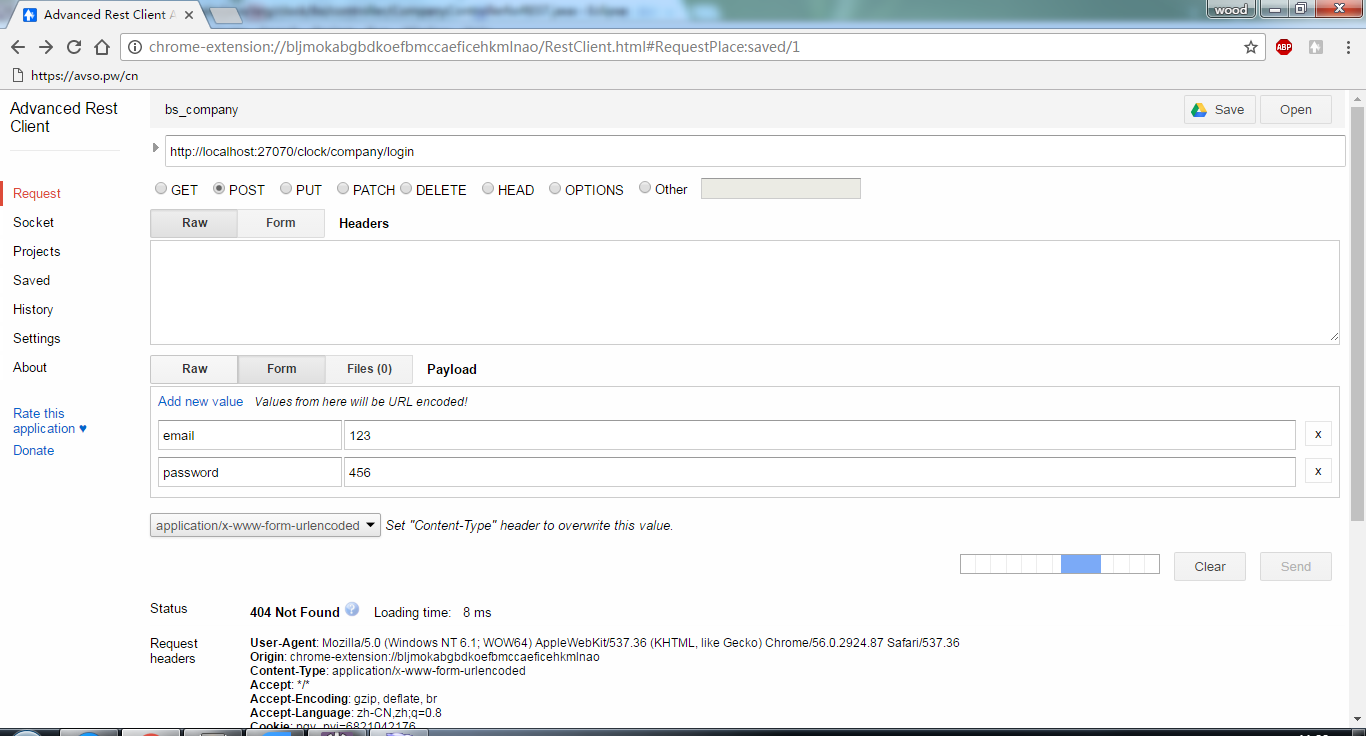 Advanced Rest Client A
wood
chrome-extension://bljmokabgbdkoefbmccaeficehkmlnao/RestClient.html#RequestPlace:saved/1
ABP
https://avso.pw/cn
Advanced Rest
Client
bs_company
Save
Open
http://localhost:27070/clock/company/login
GET POST PUT PATCH DELETE HEAD OPTIONS Other
Raw Form Headers
Request
Socket
Projects
Saved
History
Settings
About
Rate this
application ♥
Donate
Raw Form Files (0) Payload
Add new value Values from here will be URL encoded!
email 123 x
password 456 x
application/x-www-form-urlencoded Set "Content-Type" header to overwrite this value.
Clear Send
Status 404 Not Found ? Loading time: 8 ms
Request
headers
User-Agent: Mozilla/5.0 (Windows NT 6.1; WOW64) AppleWebKit/537.36 (KHTML, like Gecko) Chrome/56.0.2924.87 Safari/537.36
Origin: chrome-extension://bljmokabgbdkoefbmccaeficehkmlnao
Content-Type: application/x-www-form-urlencoded
Accept: */*
Accept-Encoding: gzip, deflate, br
Accept-Language: zh-CN,zh;q=0.8
Cookie: pgv_pvi=6821042176